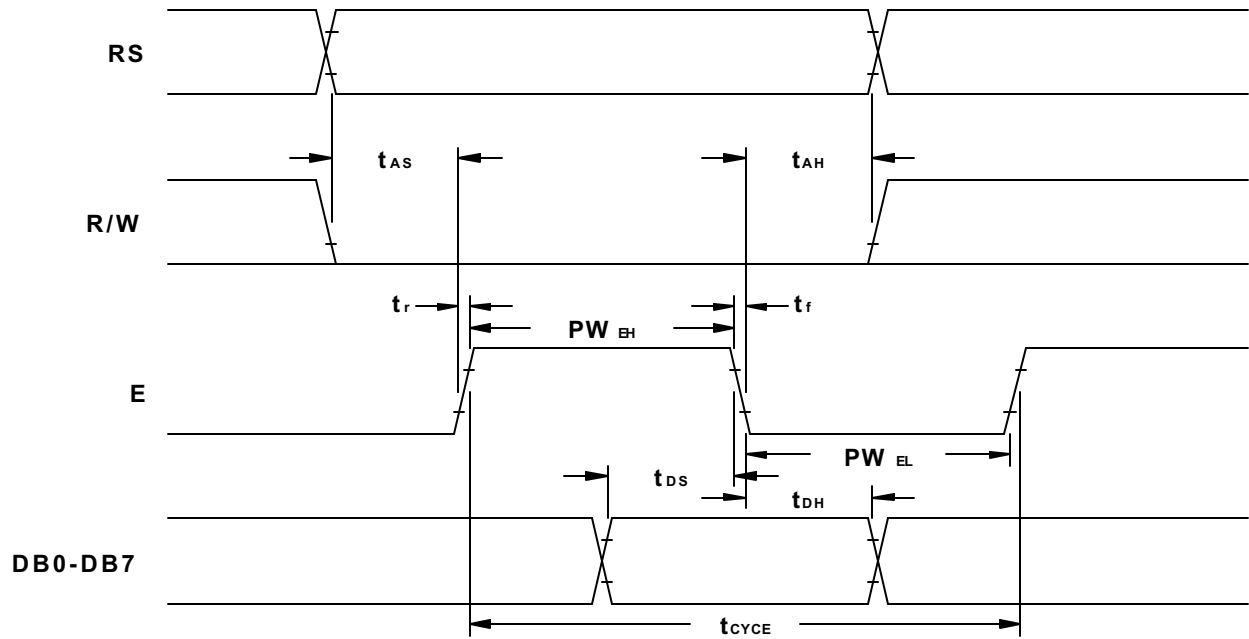 RS
tAS
tAH
R/W
tr
tf
PW EH
E
PW EL
tDS
tDH
DB0-DB7
tCYCE